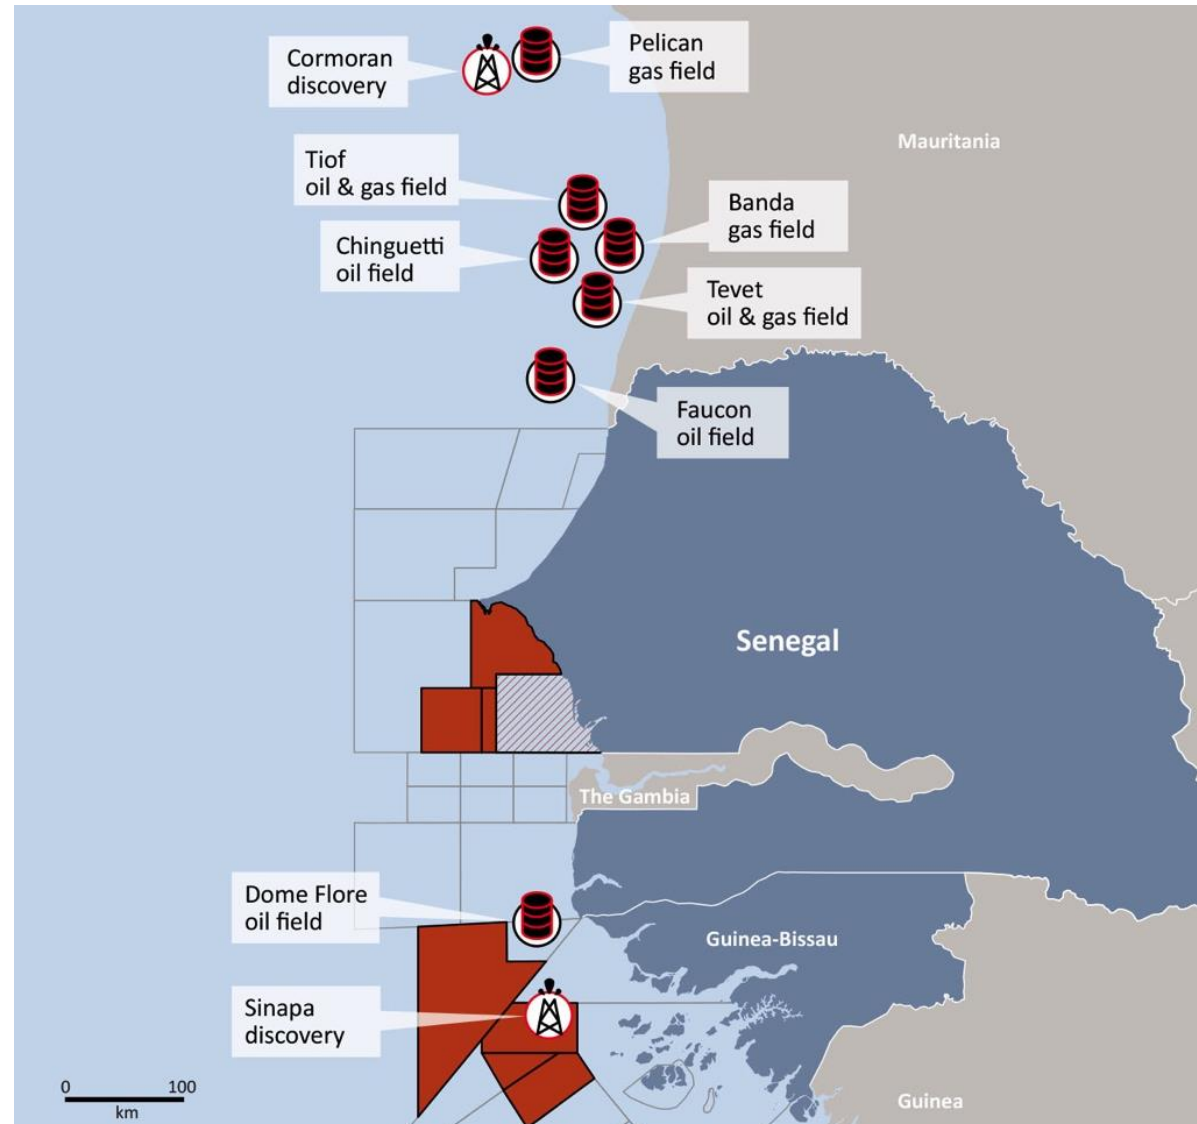 Cormoran
discovery
Pelican
gas field
Mauritania
Tiof
oil & gas field
Banda
gas field
Chinguetti
oil field
Tevet
oil & gas field
Faucon
oil field
Senegal
The Gambia
Dome Flore
oil field
Guinea-Bissau
Sinapa
discovery
0 100
km
Guinea